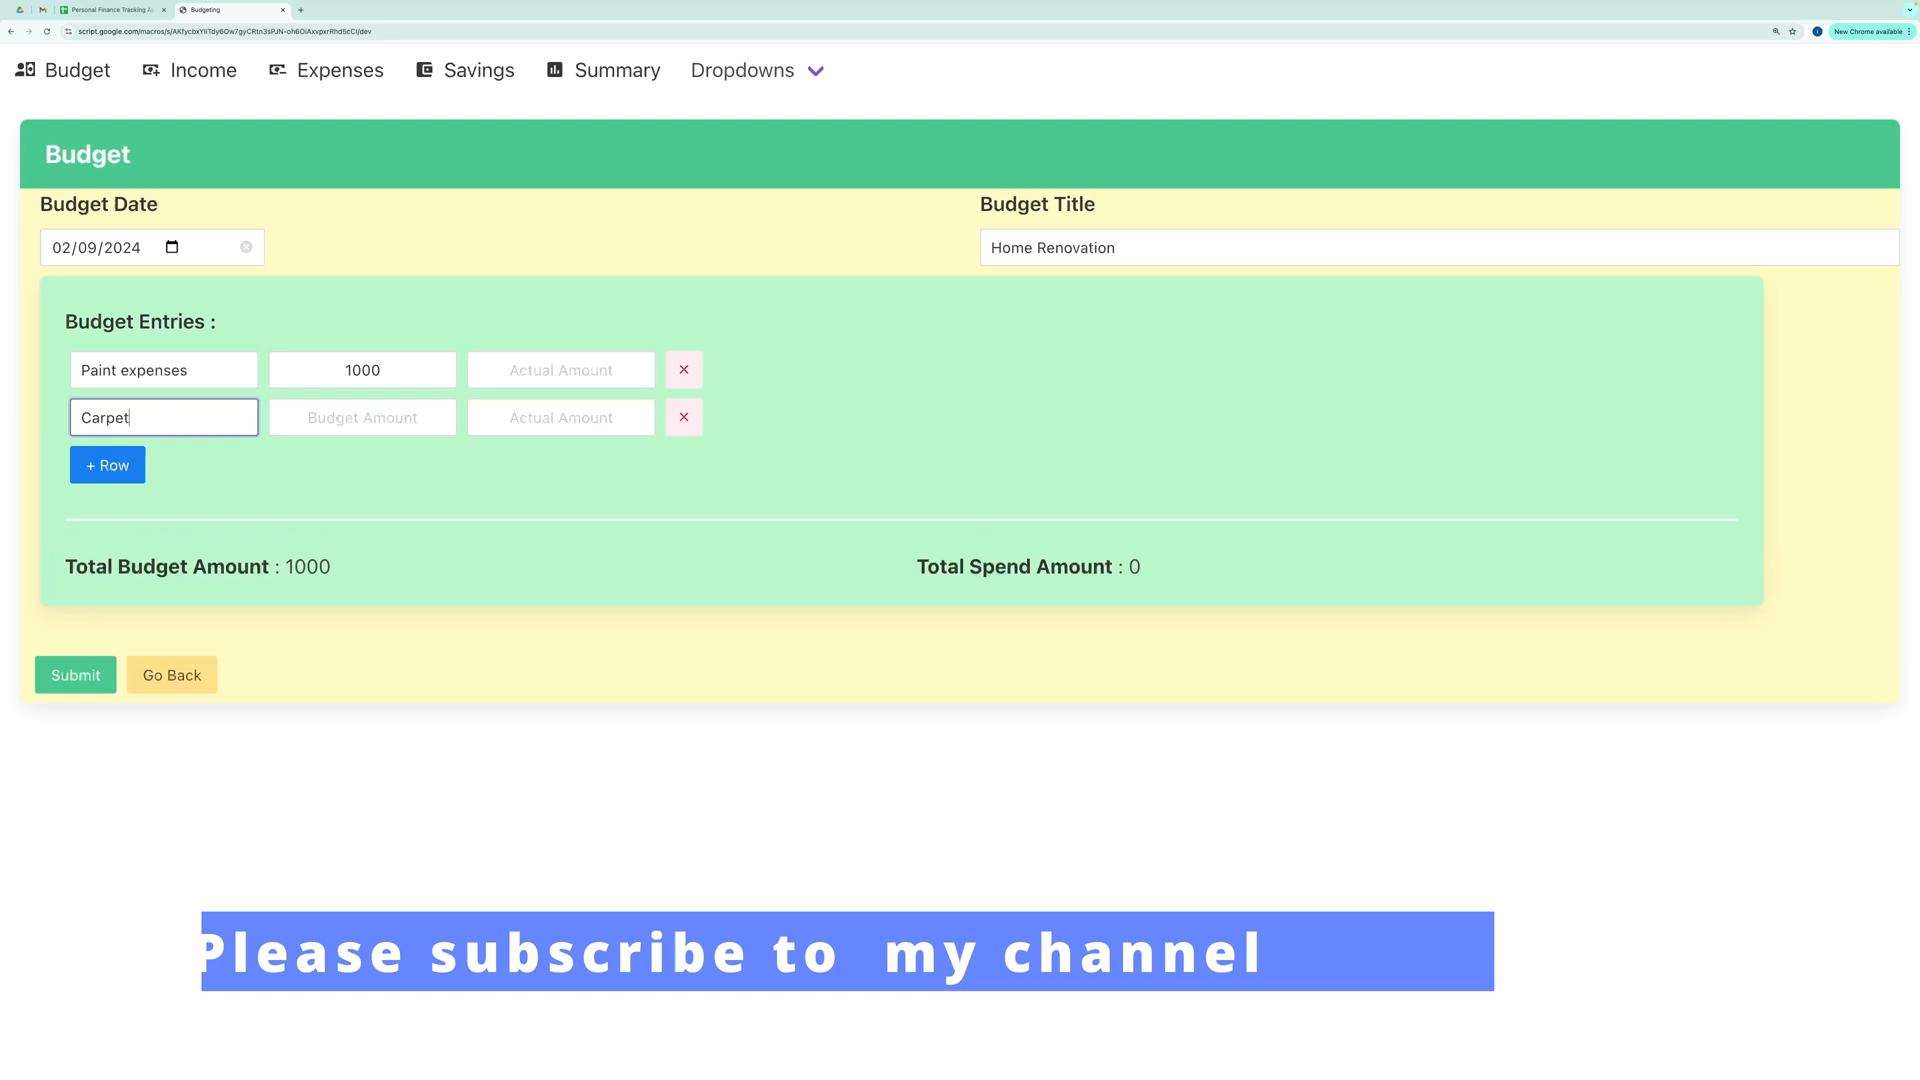 Personal Finance Tracking A
Budgeting
script.google.com/macros/s/AKfycbxYIITdy6Ow7gyCRtn3sPJN-oh6OiAxvpxrRhd5cCI/dev
New Chrome available
Budget
Income
Expenses
Savings
Summary
Dropdowns
Budget
Budget Date
Budget Title
02/09/2024
Home Renovation
Budget Entries :
Paint expenses
1000
Actual Amount
Carpet
Budget Amount
Actual Amount
+ Row
Total Budget Amount : 1000
Total Spend Amount : 0
Submit
Go Back
Please subscribe to my channel